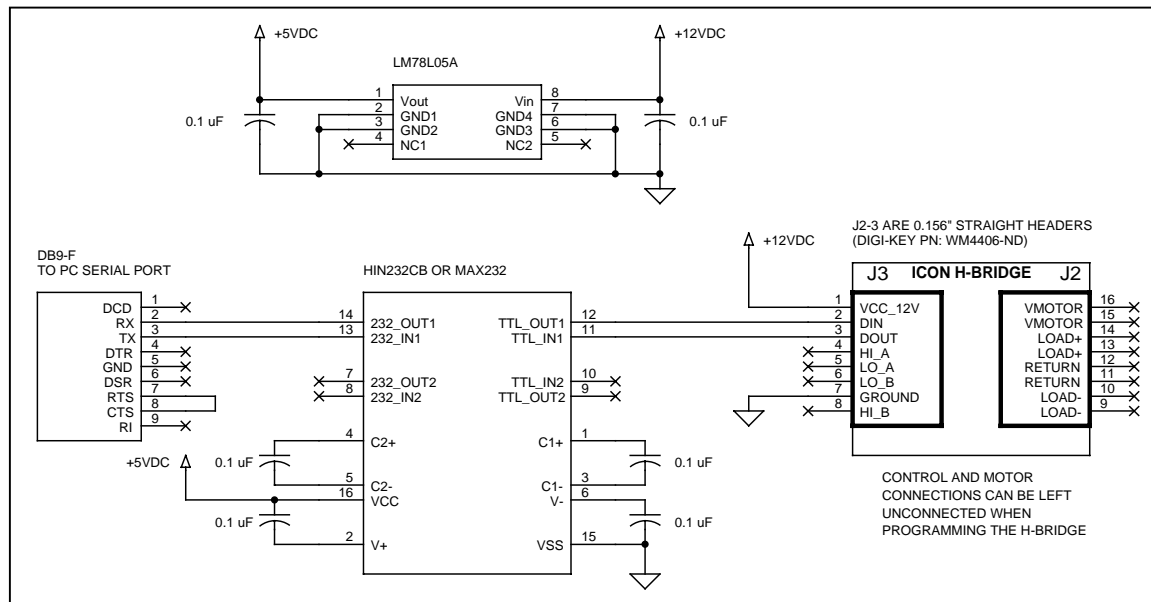 +5VDC
+12VDC
LM78L05A
0.1 uF
1 Vout
2 GND1
3 GND2
4 NC1
Vin 8
GND4 7
GND3 6
NC2 5
0.1 uF
DB9-F
TO PC SERIAL PORT
DCD 1
RX 2
TX 3
DTR 4
GND 5
DSR 6
RTS 7
CTS 8
RI 9
HIN232CB OR MAX232
14 232_OUT1
13 232_IN1
7 232_OUT2
8 232_IN2
4 C2+
5 C2-
16 VCC
2 V+
TTL_OUT1 12
TTL_IN1 11
TTL_IN2 10
TTL_OUT2 9
C1+ 1
C1- 3
V- 6
VSS 15
+5VDC
0.1 uF
0.1 uF
0.1 uF
0.1 uF
+12VDC
J2-3 ARE 0.156" STRAIGHT HEADERS
(DIGI-KEY PN: WM4406-ND)
J3 ICON H-BRIDGE J2
1 VCC_12V
2 DIN
3 DOUT
4 HI_A
5 LO_A
6 LO_B
7 GROUND
8 HI_B
VMOTOR 16
VMOTOR 15
LOAD+ 14
LOAD+ 13
RETURN 12
RETURN 11
LOAD- 10
LOAD- 9
CONTROL AND MOTOR
CONNECTIONS CAN BE LEFT
UNCONNECTED WHEN
PROGRAMMING THE H-BRIDGE